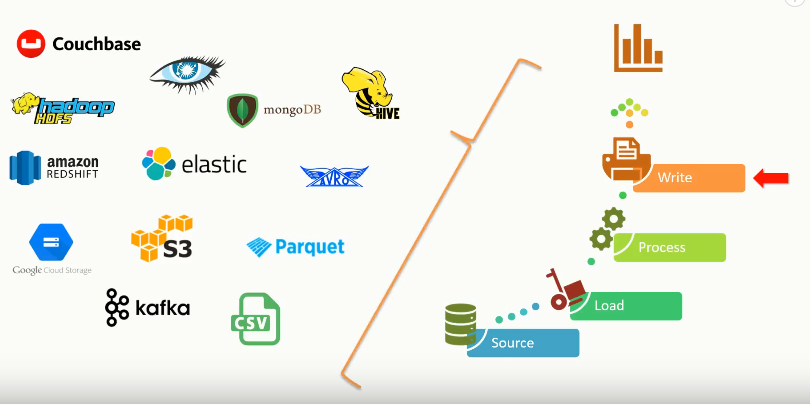 Couchbase
hadoop
HDFS
mongoDB
HIVE
amazon
REDSHIFT
elastic
AVRO
Google Cloud Storage
S3
Parquet
kafka
CSV
Write
Process
Load
Source